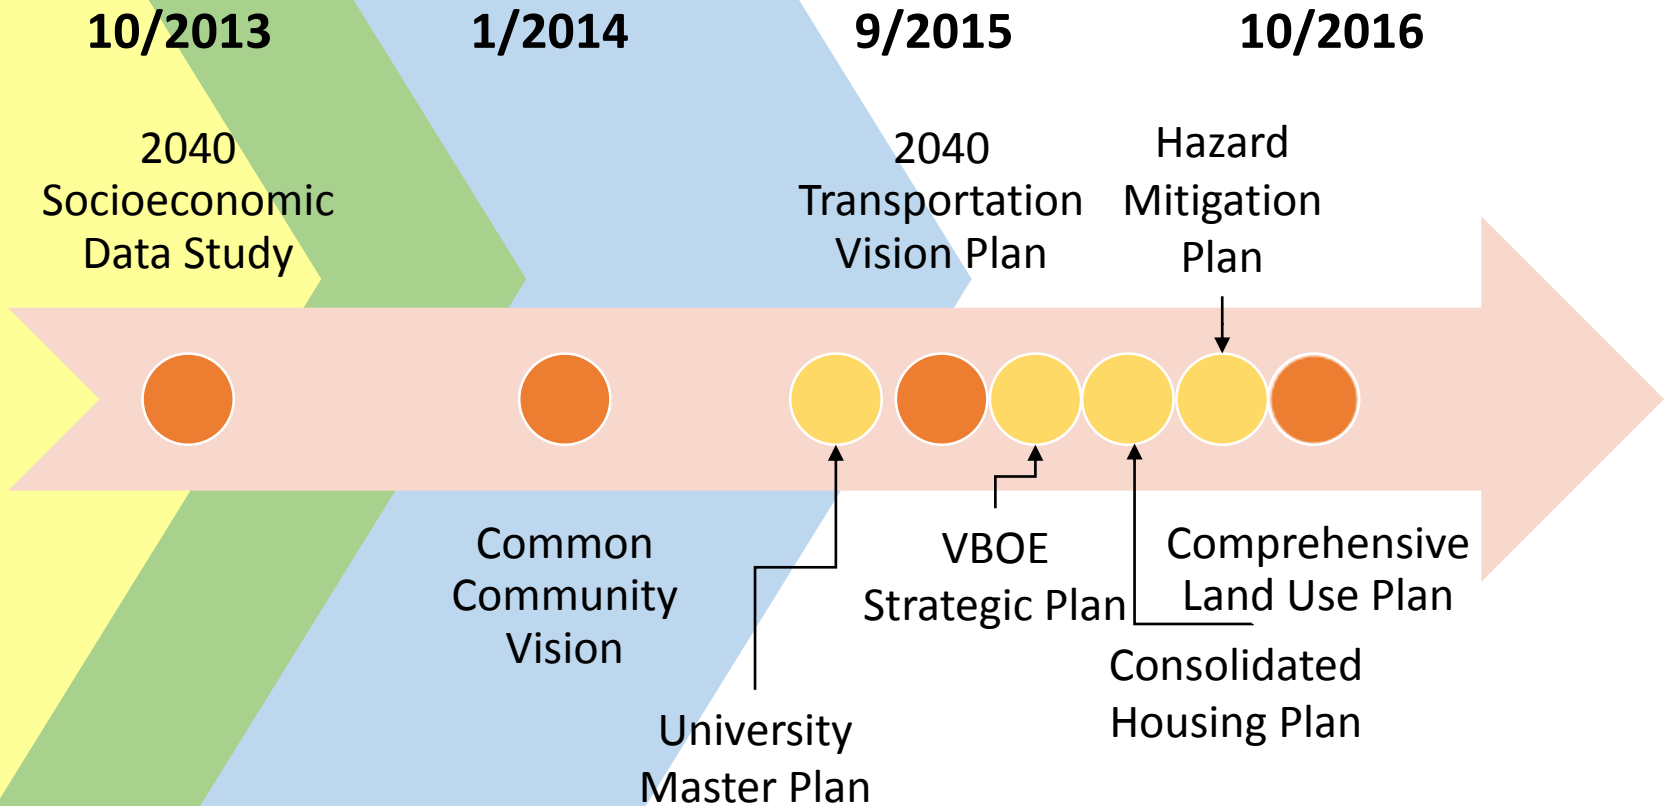 10/2013
1/2014
9/2015
10/2016
2040
Socioeconomic
Data Study
2040
Transportation
Vision Plan
Hazard
Mitigation
Plan
Common
Community
Vision
University
Master Plan
VBOE
Strategic Plan
Comprehensive
Land Use Plan
Consolidated
Housing Plan